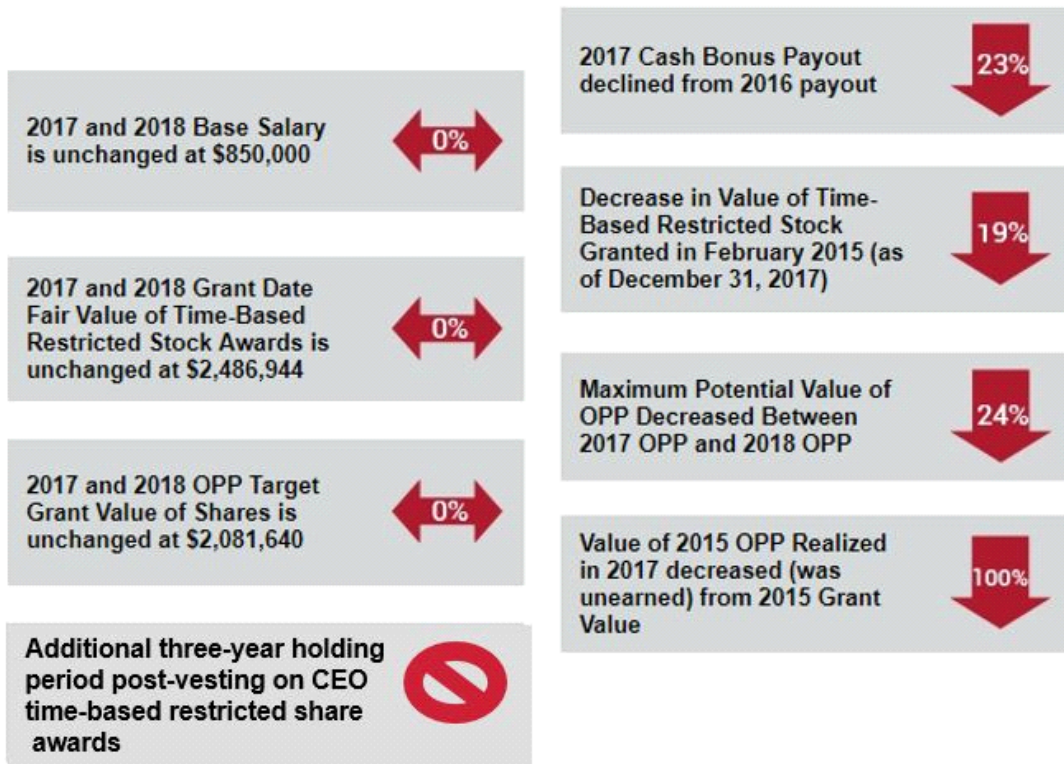 2017 and 2018 Base Salary
is unchanged at $850,000
0%
2017 and 2018 Grant Date
Fair Value of Time-Based
Restricted Stock Awards is
unchanged at $2,486,944
0%
2017 and 2018 OPP Target
Grant Value of Shares is
unchanged at $2,081,640
0%
Additional three-year holding
period post-vesting on CEO
time-based restricted share
awards
2017 Cash Bonus Payout
declined from 2016 payout
23%
Decrease in Value of Time-
Based Restricted Stock
Granted in February 2015 (as
of December 31, 2017)
19%
Maximum Potential Value of
OPP Decreased Between
2017 OPP and 2018 OPP
24%
Value of 2015 OPP Realized
in 2017 decreased (was
unearned) from 2015 Grant
Value
100%